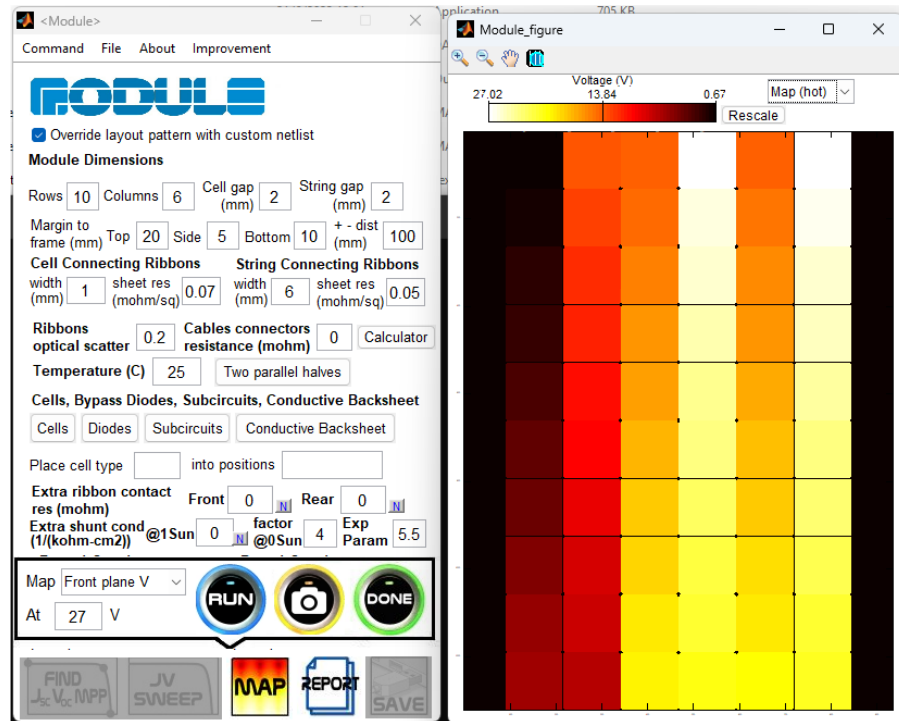 Application 705 KB
<Module>
Command File About Improvement
MODULE
Override layout pattern with custom netlist
Module Dimensions
Rows 10 Columns 6 Cell gap (mm) 2 String gap (mm) 2
Margin to frame (mm) Top 20 Side 5 Bottom 10 + - dist (mm) 100
Cell Connecting Ribbons String Connecting Ribbons
width (mm) 1 sheet res (mohm/sq) 0.07 width (mm) 6 sheet res (mohm/sq) 0.05
Ribbons optical scatter 0.2 Cables connectors resistance (mohm) 0 Calculator
Temperature (C) 25 Two parallel halves
Cells, Bypass Diodes, Subcircuits, Conductive Backsheet
Cells Diodes Subcircuits Conductive Backsheet
Place cell type into positions
Extra ribbon contact res (mohm) Front 0 N Rear 0 N
Extra shunt cond (1/(kohm-cm2)) @1Sun 0 N factor @0Sun 4 Exp Param 5.5
Map Front plane V
At 27 V
RUN DONE
FIND Jsc Voc MPP JV SWEEP MAP REPORT SAVE
Module_figure
Voltage (V)
27.02 13.84 0.67
Map (hot)
Rescale